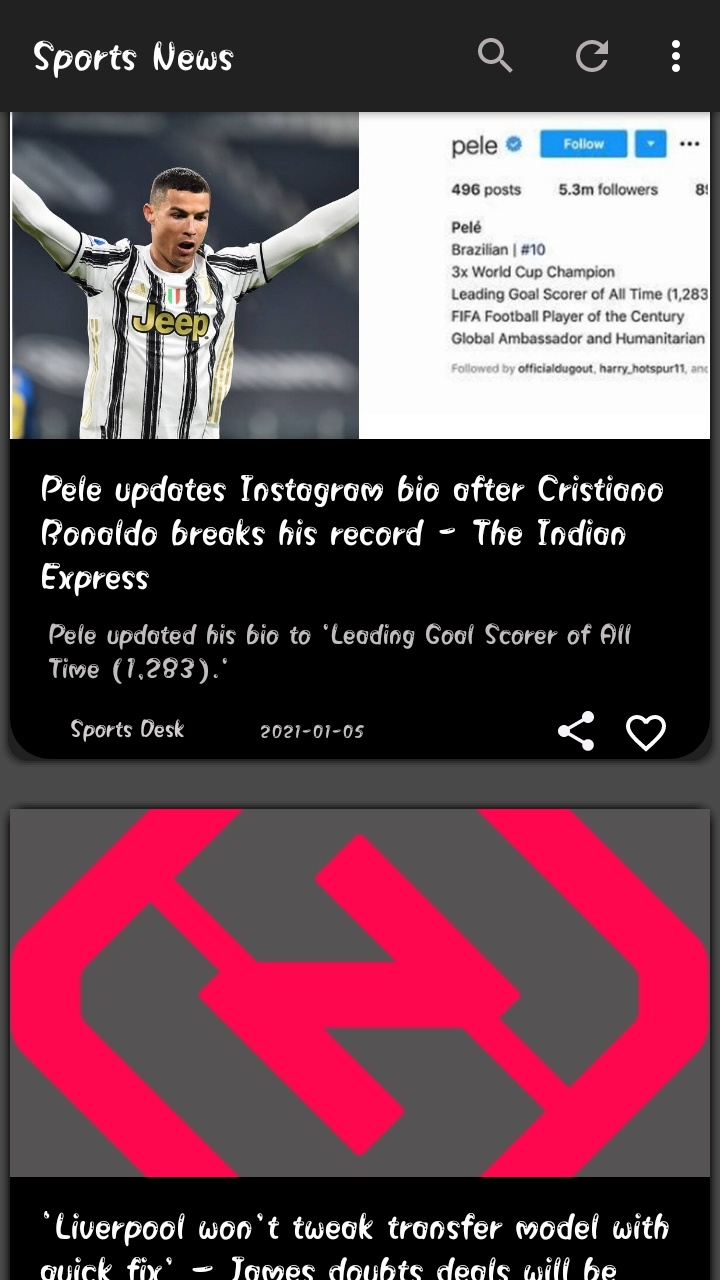 Sports News
Jeep
pele
Follow
496 posts 5.3m followers
Pelé
Brazilian | #10
3x World Cup Champion
Leading Goal Scorer of All Time (1,283
FIFA Football Player of the Century
Global Ambassador and Humanitarian
Followed by officialdugout, harry_hotspur11,
Pele updates Instagram bio after Cristiano
Ronaldo breaks his record - The Indian
Express
Pele updated his bio to 'Leading Goal Scorer of All
Time (1,283).'
Sports Desk 2021-01-05
'Liverpool won't tweak transfer model with
quick fix' - James doubts deals will be